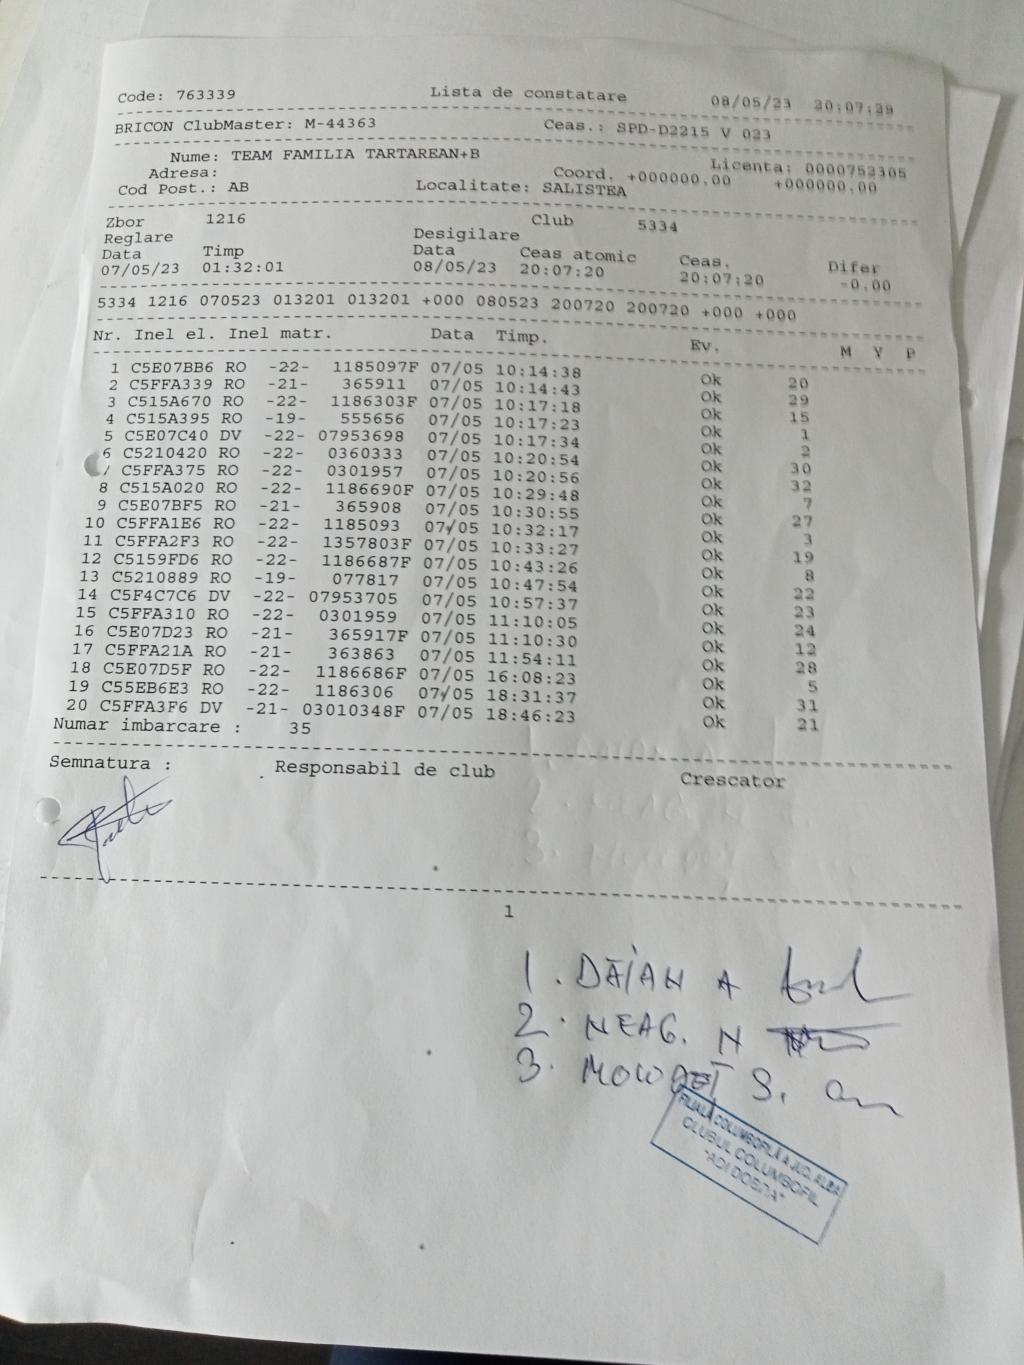 Code: 763339 Lista de constatare 08/05/23 20:07:29
BRICON ClubMaster: M-44363 Ceas.: SPD-D2215 V 023
Nume: TEAM FAMILIA TARTAREAN+B Licenta: 0000752305
Adresa: Coord. +000000.00 +000000.00
Cod Post.: AB Localitate: SALISTEA
Zbor 1216 Club 5334
Reglare Desigilare
Data Timp Data Ceas atomic Ceas. Difer
07/05/23 01:32:01 08/05/23 20:07:20 20:07:20 -0.00
5334 1216 070523 013201 013201 +000 080523 200720 200720 +000 +000
Nr. Inel el. Inel matr. Data Timp. Ev. M Y P
1 C5E07BB6 RO -22- 1185097F 07/05 10:14:38 Ok 20
2 C5FFA339 RO -21- 365911 07/05 10:14:43 Ok 29
3 C515A670 RO -22- 1186303F 07/05 10:17:18 Ok 15
4 C515A395 RO -19- 555656 07/05 10:17:23 Ok 1
5 C5E07C40 DV -22- 07953698 07/05 10:17:34 Ok 2
6 C5210420 RO -22- 0360333 07/05 10:20:54 Ok 30
7 C5FFA375 RO -22- 0301957 07/05 10:20:56 Ok 32
8 C515A020 RO -22- 1186690F 07/05 10:29:48 Ok 7
9 C5E07BF5 RO -21- 365908 07/05 10:30:55 Ok 27
10 C5FFA1E6 RO -22- 1185093 07/05 10:32:17 Ok 3
11 C5FFA2F3 RO -22- 1357803F 07/05 10:33:27 Ok 19
12 C5159FD6 RO -22- 1186687F 07/05 10:43:26 Ok 8
13 C5210889 RO -19- 077817 07/05 10:47:54 Ok 22
14 C5F4C7C6 DV -22- 07953705 07/05 10:57:37 Ok 23
15 C5FFA310 RO -22- 0301959 07/05 11:10:05 Ok 24
16 C5E07D23 RO -21- 365917F 07/05 11:10:30 Ok 12
17 C5FFA21A RO -21- 363863 07/05 11:54:11 Ok 28
18 C5E07D5F RO -22- 1186686F 07/05 16:08:23 Ok 5
19 C55EB6E3 RO -22- 1186306 07/05 18:31:37 Ok 31
20 C5FFA3F6 DV -21- 03010348F 07/05 18:46:23 Ok 21
Numar imbarcare : 35
Semnatura : Responsabil de club Crescator
1
1. DĂIAN A
2. NEAG. N
3. S.
FILIALA COLUMBOFILA A JUD. ALBA
CLUBUL COLUMBOFIL
"ADI DOBRA"